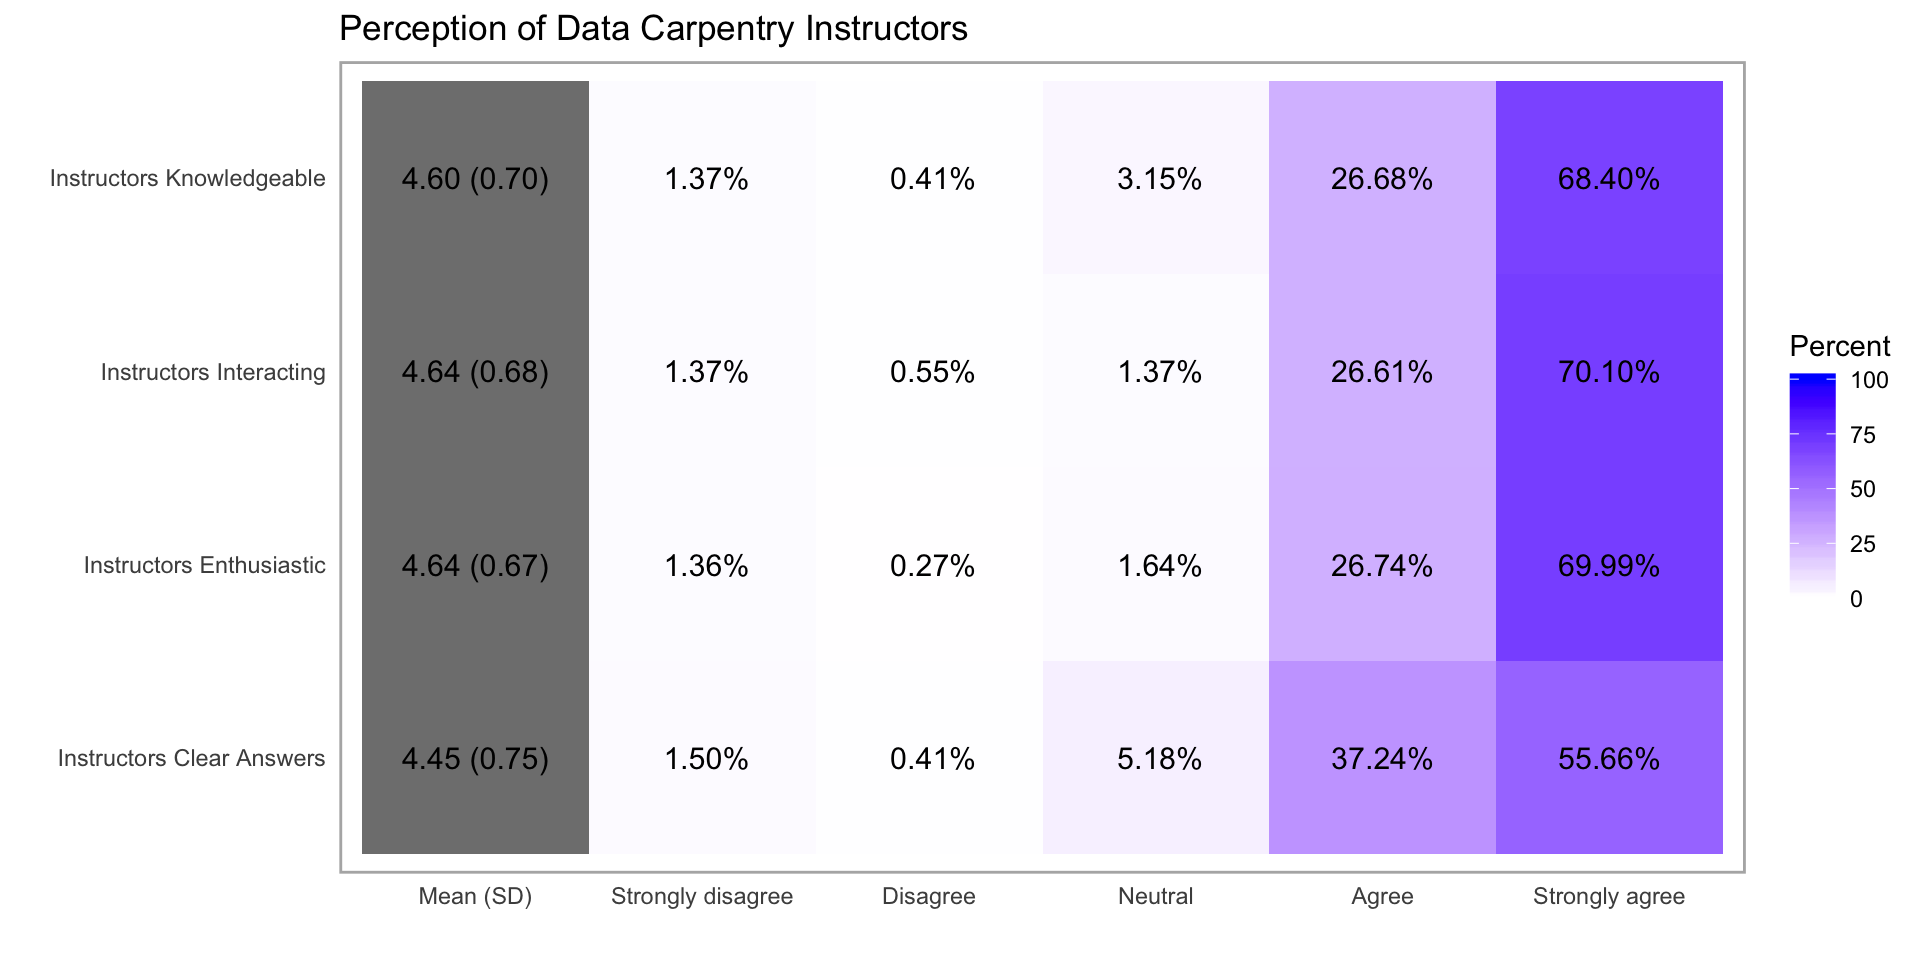 Perception of Data Carpentry Instructors
Instructors Knowledgeable 4.60 (0.70) 1.37% 0.41% 3.15% 26.68% 68.40%
Instructors Interacting 4.64 (0.68) 1.37% 0.55% 1.37% 26.61% 70.10%
Instructors Enthusiastic 4.64 (0.67) 1.36% 0.27% 1.64% 26.74% 69.99%
Instructors Clear Answers 4.45 (0.75) 1.50% 0.41% 5.18% 37.24% 55.66%
Mean (SD) Strongly disagree Disagree Neutral Agree Strongly agree
Percent
100
75
50
25
0